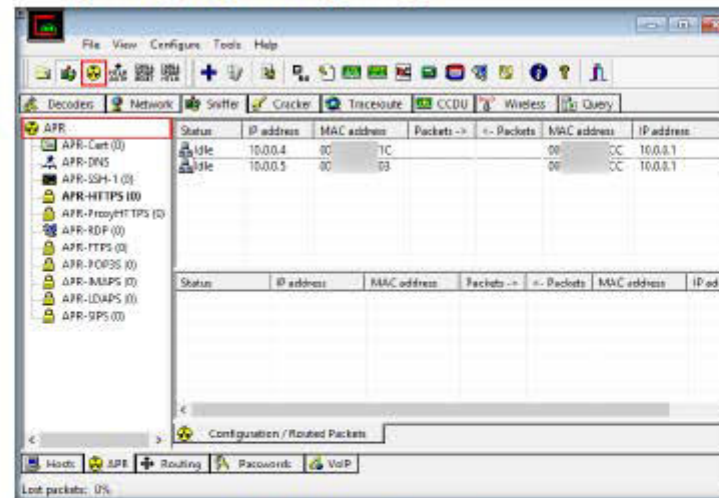 File View Configure Tools Help
Decoders Network Sniffer Cracker Traceroute CCDU Wireless Query
APR
APR-Cert (0)
APR-DNS
APR-SSH-1 (0)
APR-HTTPS (0)
APR-ProxyHTTPS (0)
APR-RDP (0)
APR-FTPS (0)
APR-POP3S (0)
APR-IMAPS (0)
APR-LDAPS (0)
APR-SIPS (0)
Status IP address MAC address Packets -> <- Packets MAC address IP address
Idle 10.0.0.4 00 1C 00 CC 10.0.0.1
Idle 10.0.0.5 00 03 00 CC 10.0.0.1
Status IP address MAC address Packets -> <- Packets MAC address IP ad
Configuration / Routed Packets
Hosts APR Routing Passwords VoIP
Lost packets: 0%